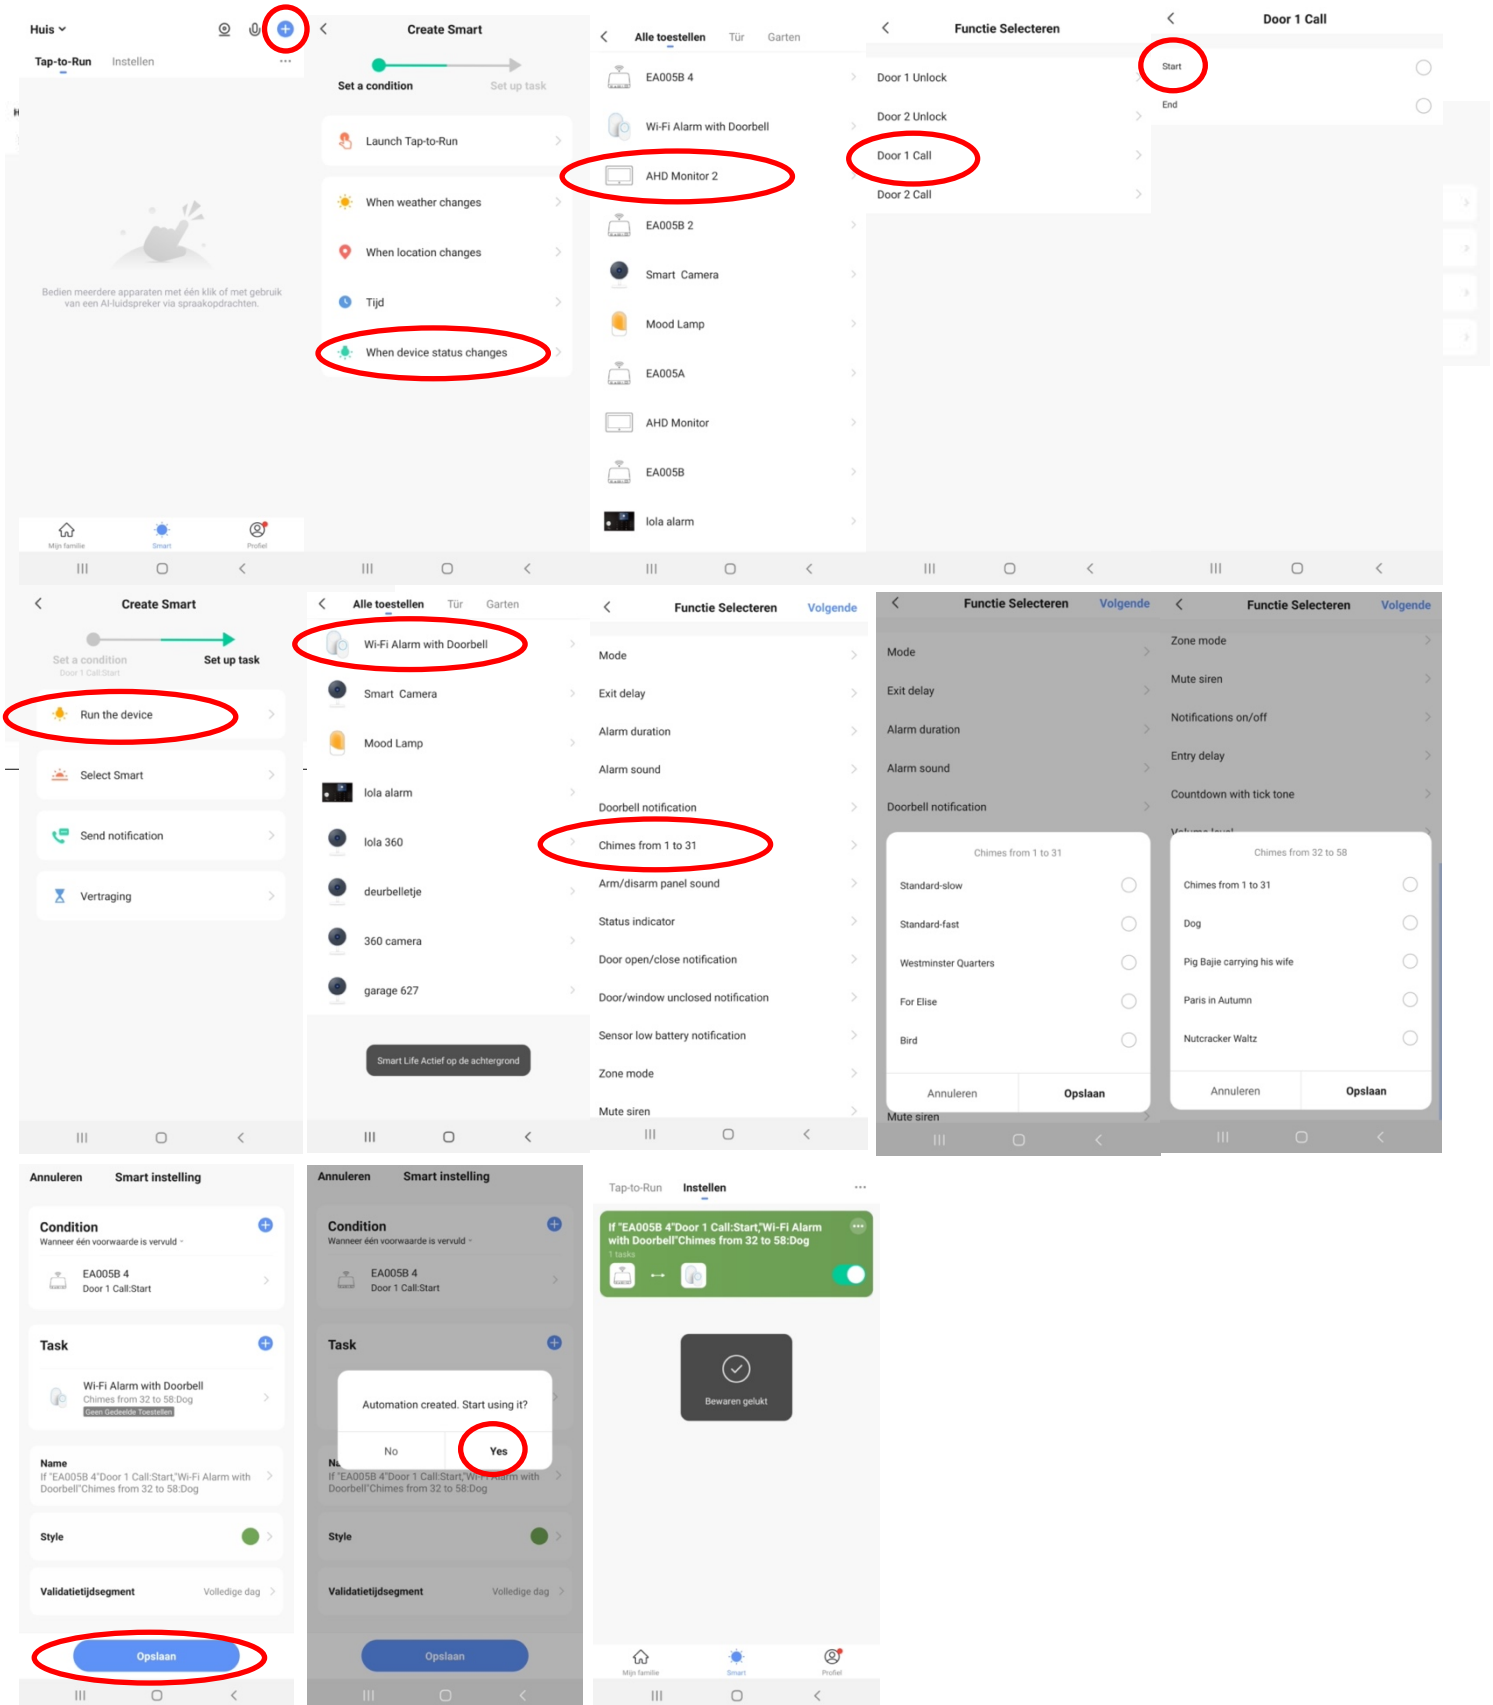 Huis
Tap-to-Run Instellen
Bedien meerdere apparaten met één klik of met gebruik
van een AI-luidspreker via spraakopdrachten.
Mijn familie Smart Profiel
Create Smart
Set a condition Set up task
Launch Tap-to-Run
When weather changes
When location changes
Tijd
When device status changes
Alle toestellen Tür Garten
EA005B 4
Wi-Fi Alarm with Doorbell
AHD Monitor 2
EA005B 2
Smart Camera
Mood Lamp
EA005A
AHD Monitor
EA005B
lola alarm
Functie Selecteren
Door 1 Unlock
Door 2 Unlock
Door 1 Call
Door 2 Call
Door 1 Call
Start
End
Create Smart
Set a condition Set up task
Door 1 Call:Start
Run the device
Select Smart
Send notification
Vertraging
Alle toestellen Tür Garten
Wi-Fi Alarm with Doorbell
Smart Camera
Mood Lamp
lola alarm
lola 360
deurbelletje
360 camera
garage 627
Smart Life Actief op de achtergrond
Functie Selecteren Volgende
Mode
Exit delay
Alarm duration
Alarm sound
Doorbell notification
Chimes from 1 to 31
Arm/disarm panel sound
Status indicator
Door open/close notification
Door/window unclosed notification
Sensor low battery notification
Zone mode
Mute siren
Functie Selecteren Volgende
Mode
Exit delay
Alarm duration
Alarm sound
Doorbell notification
Chimes from 1 to 31
Standard-slow
Standard-fast
Westminster Quarters
For Elise
Bird
Annuleren Opslaan
Mute siren
Functie Selecteren Volgende
Zone mode
Mute siren
Notifications on/off
Entry delay
Countdown with tick tone
Volume level
Chimes from 32 to 58
Chimes from 1 to 31
Dog
Pig Bajie carrying his wife
Paris in Autumn
Nutcracker Waltz
Annuleren Opslaan
Annuleren Smart instelling
Condition
Wanneer één voorwaarde is vervuld
EA005B 4
Door 1 Call:Start
Task
Wi-Fi Alarm with Doorbell
Chimes from 32 to 58:Dog
Geen Gedeelde Toestellen
Name
If "EA005B 4"Door 1 Call:Start,"Wi-Fi Alarm with
Doorbell"Chimes from 32 to 58:Dog
Style
Validatietijdsegment Volledige dag
Opslaan
Annuleren Smart instelling
Condition
Wanneer één voorwaarde is vervuld
EA005B 4
Door 1 Call:Start
Task
Automation created. Start using it?
No Yes
If "EA005B 4"Door 1 Call:Start,"Wi-Fi Alarm with
Doorbell"Chimes from 32 to 58:Dog
Style
Validatietijdsegment Volledige dag
Opslaan
Tap-to-Run Instellen
If "EA005B 4"Door 1 Call:Start,"Wi-Fi Alarm
with Doorbell"Chimes from 32 to 58:Dog
1 tasks
Bewaren gelukt
Mijn familie Smart Profiel